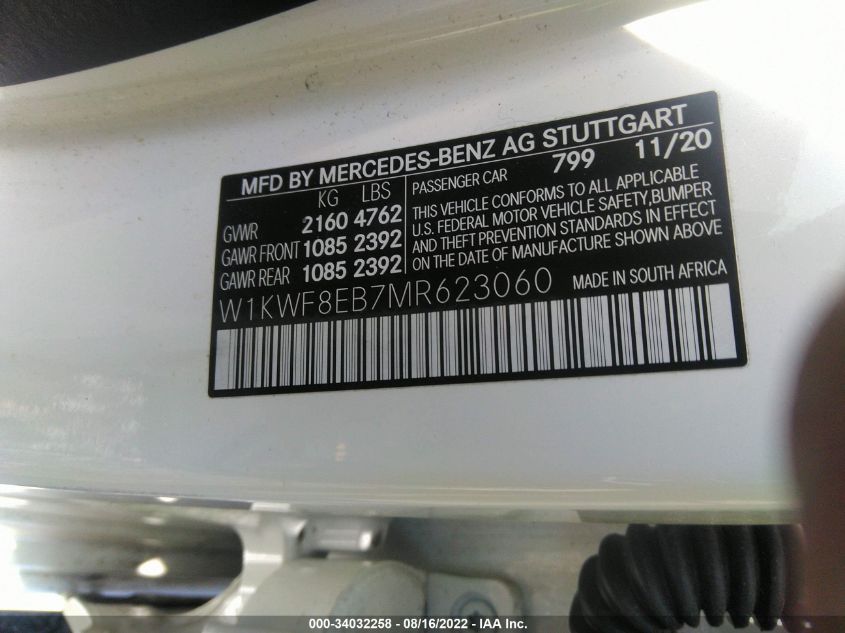 MFD BY MERCEDES-BENZ AG STUTTGART
KG LBS
GVWR 2160 4762
GAWR FRONT 1085 2392
GAWR REAR 1085 2392
PASSENGER CAR 799 11/20
THIS VEHICLE CONFORMS TO ALL APPLICABLE
U.S. FEDERAL MOTOR VEHICLE SAFETY,BUMPER
AND THEFT PREVENTION STANDARDS IN EFFECT
ON THE DATE OF MANUFACTURE SHOWN ABOVE
W1KWF8EB7MR623060
MADE IN SOUTH AFRICA
000-34032258 - 08/16/2022 - IAA Inc.